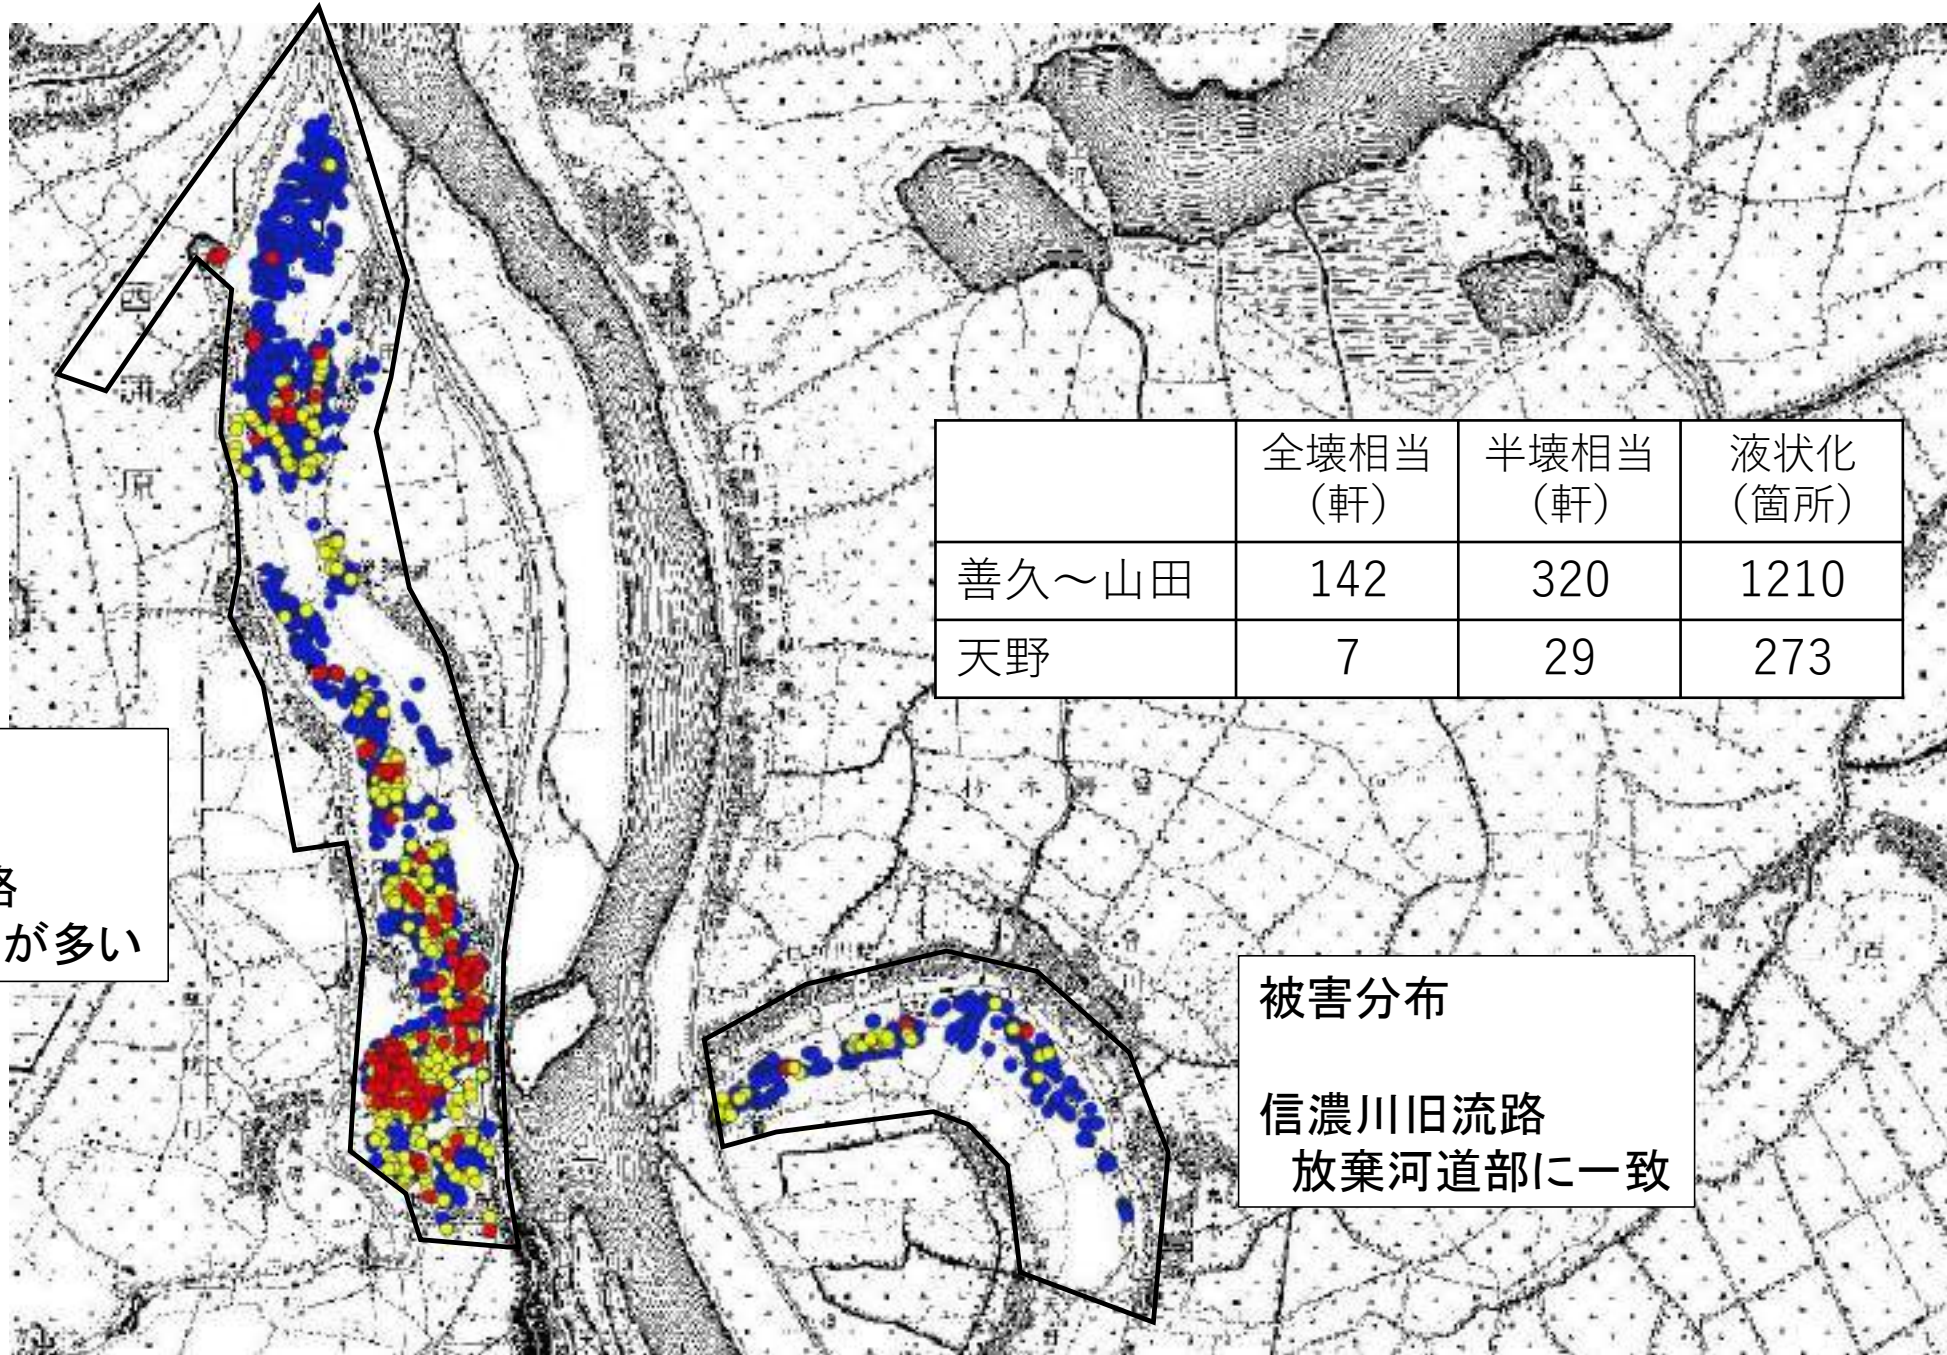 全壊相当
(軒)
半壊相当
(軒)
液状化
(箇所)
善久～山田
142
320
1210
天野
7
29
273
が多い
被害分布
信濃川旧流路
放棄河道部に一致
西
原